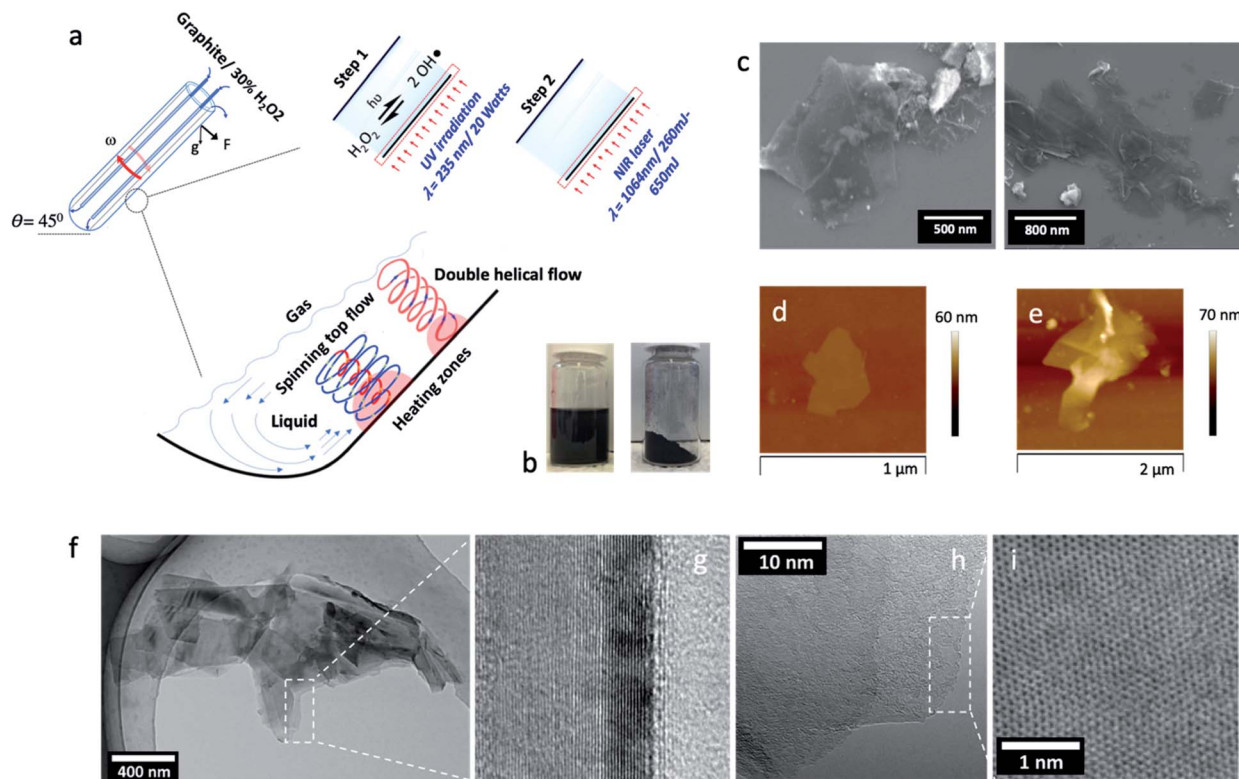 a
Graphite/ 30% H₂O2
ω
g
F
θ= 45⁰
Step 1
2 OH●
hυ
H₂O₂
UV irradiation
λ = 235 nm/ 20 Watts
Step 2
NIR laser
λ = 1064nm/ 260mJ-
650mJ
Double helical flow
Gas
Spinning top flow
Heating zones
Liquid
b
c
500 nm
800 nm
d
60 nm
1 μm
e
70 nm
2 μm
f
400 nm
g
10 nm
h
i
1 nm